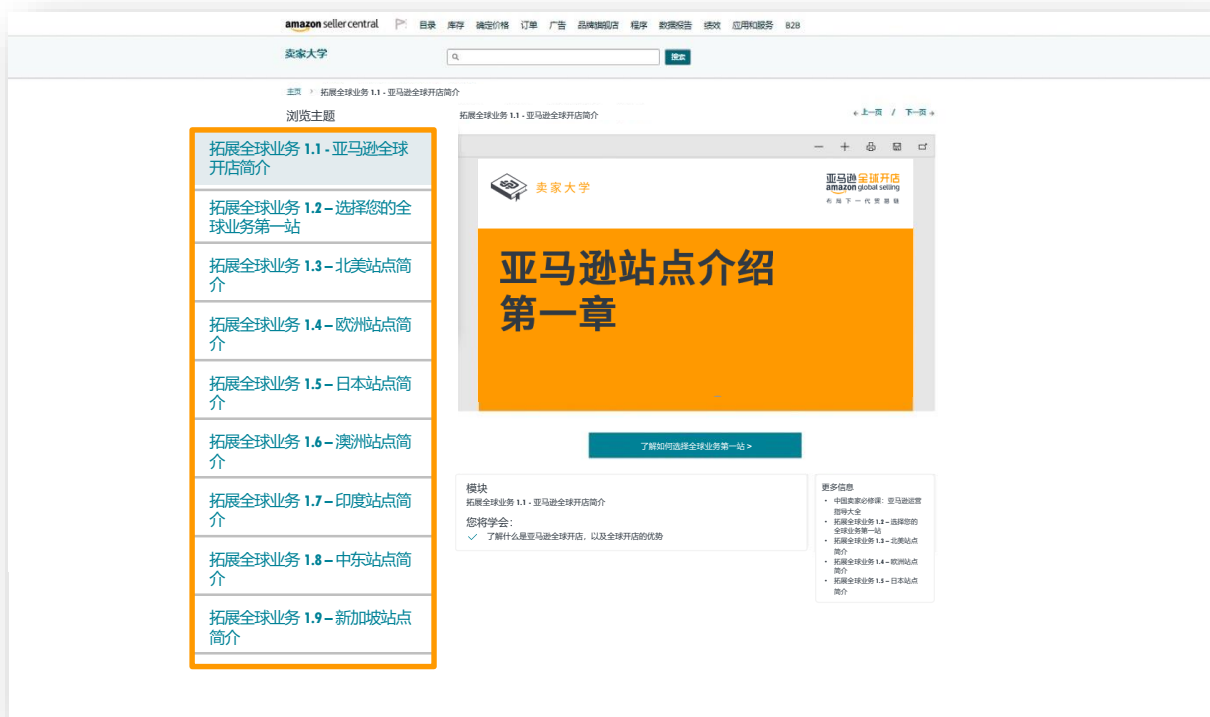 amazon seller central 目录 库存 确定价格 订单 广告 品牌旗舰店 程序 数据报告 绩效 应用和服务 B2B
卖家大学
搜索
主页 › 拓展全球业务 1.1 - 亚马逊全球开店简介
浏览主题
拓展全球业务 1.1 - 亚马逊全球
开店简介
拓展全球业务 1.2 – 选择您的全
球业务第一站
拓展全球业务 1.3 – 北美站点简
介
拓展全球业务 1.4 – 欧洲站点简
介
拓展全球业务 1.5 – 日本站点简
介
拓展全球业务 1.6 – 澳洲站点简
介
拓展全球业务 1.7 – 印度站点简
介
拓展全球业务 1.8 – 中东站点简
介
拓展全球业务 1.9 – 新加坡站点
简介
拓展全球业务 1.1 - 亚马逊全球开店简介
← 上一页 / 下一页 →
卖家大学
亚马逊全球开店
amazon global selling
布局下一代贸易链
亚马逊站点介绍
第一章
了解如何选择全球业务第一站 >
模块
拓展全球业务 1.1 - 亚马逊全球开店简介
您将学会：
了解什么是亚马逊全球开店，以及全球开店的优势
更多信息
• 中国卖家必修课：亚马逊运营
指导大全
• 拓展全球业务 1.2 – 选择您的
全球业务第一站
• 拓展全球业务 1.3 – 北美站点
简介
• 拓展全球业务 1.4 – 欧洲站点
简介
• 拓展全球业务 1.5 – 日本站点
简介